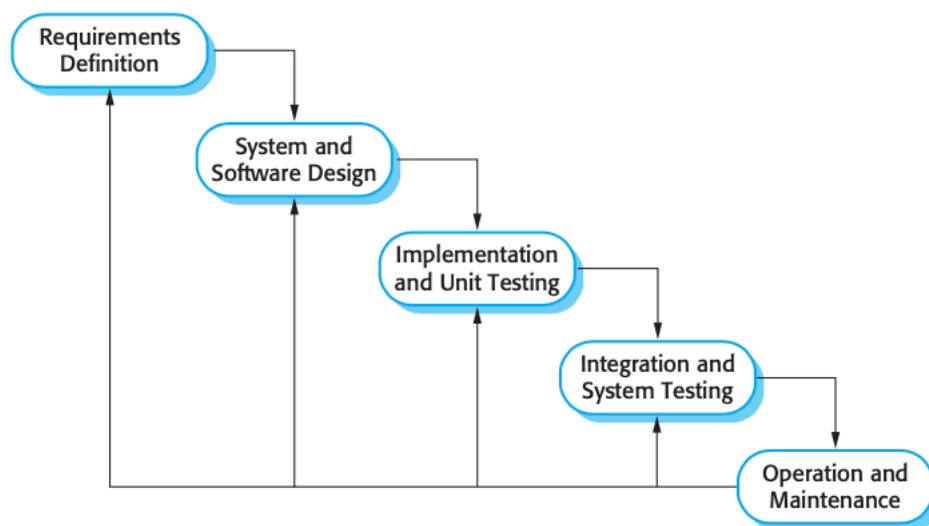 Requirements
Definition
System and
Software Design
Implementation
and Unit Testing
Integration and
System Testing
Operation and
Maintenance